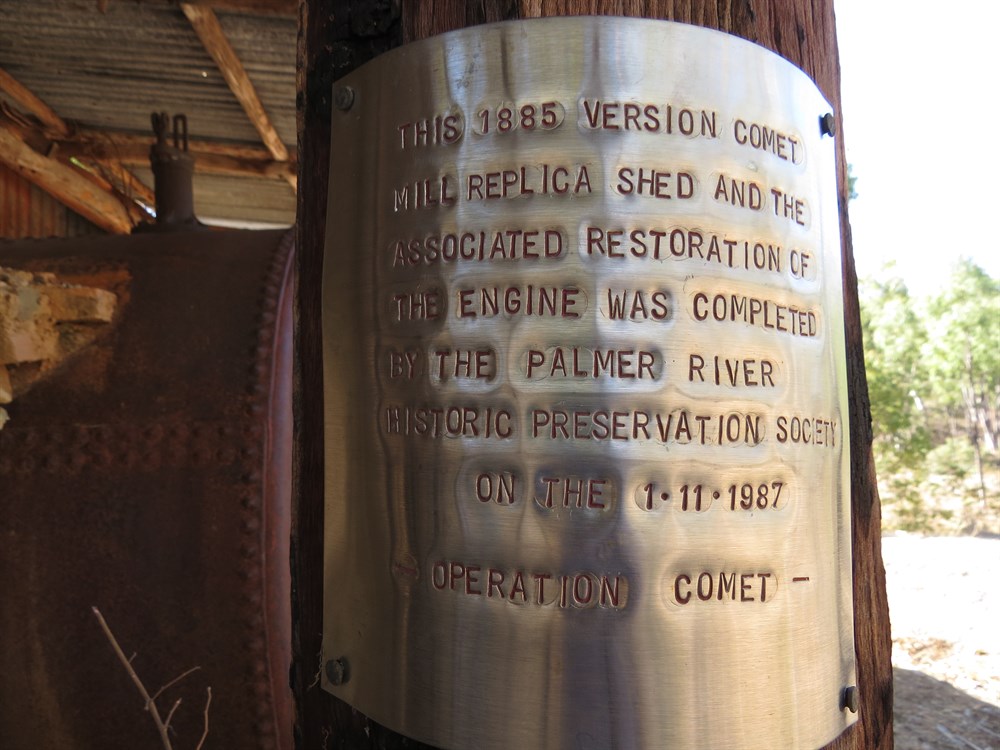 THIS 1885 VERSION COMET
MILL REPLICA SHED AND THE
ASSOCIATED RESTORATION OF
THE ENGINE WAS COMPLETED
BY THE PALMER RIVER
HISTORIC PRESERVATION SOCIETY
ON THE 1•11•1987
OPERATION COMET –